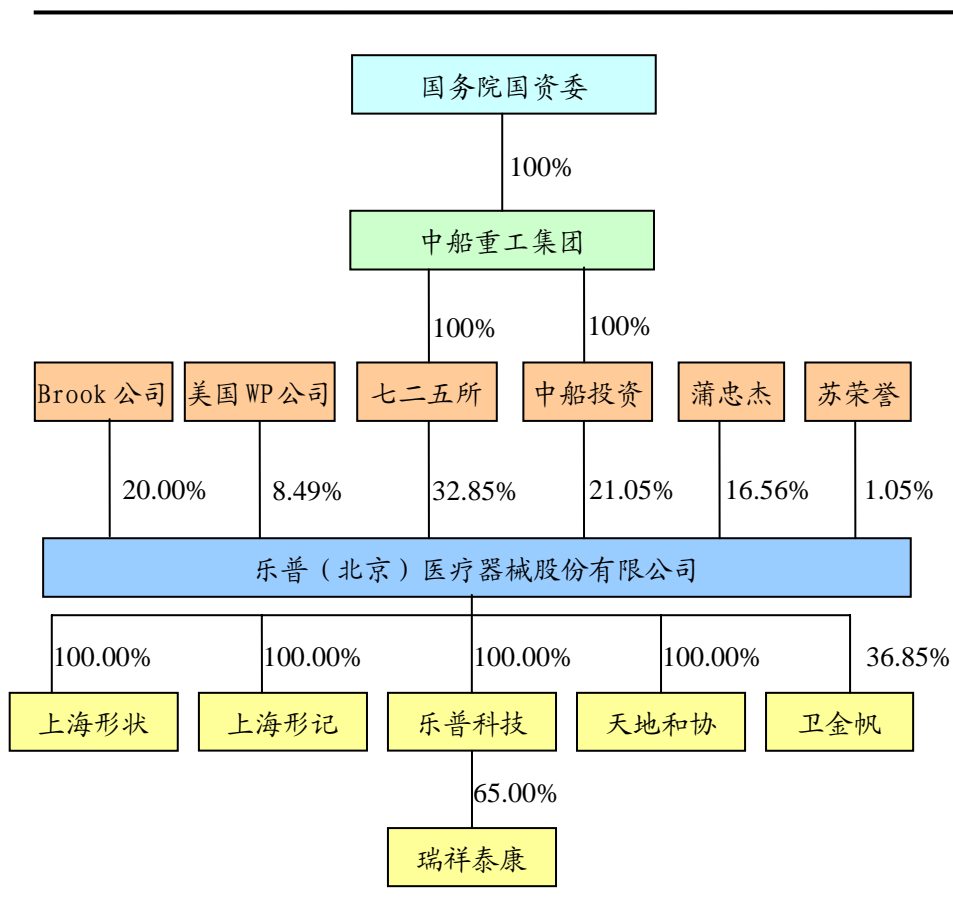 国务院国资委
100%
中船重工集团
100% 100%
Brook 公司 美国 WP 公司 七二五所 中船投资 蒲忠杰 苏荣誉
20.00% 8.49% 32.85% 21.05% 16.56% 1.05%
乐普（北京）医疗器械股份有限公司
100.00% 100.00% 100.00% 100.00% 36.85%
上海形状 上海形记 乐普科技 天地和协 卫金帆
65.00%
瑞祥泰康